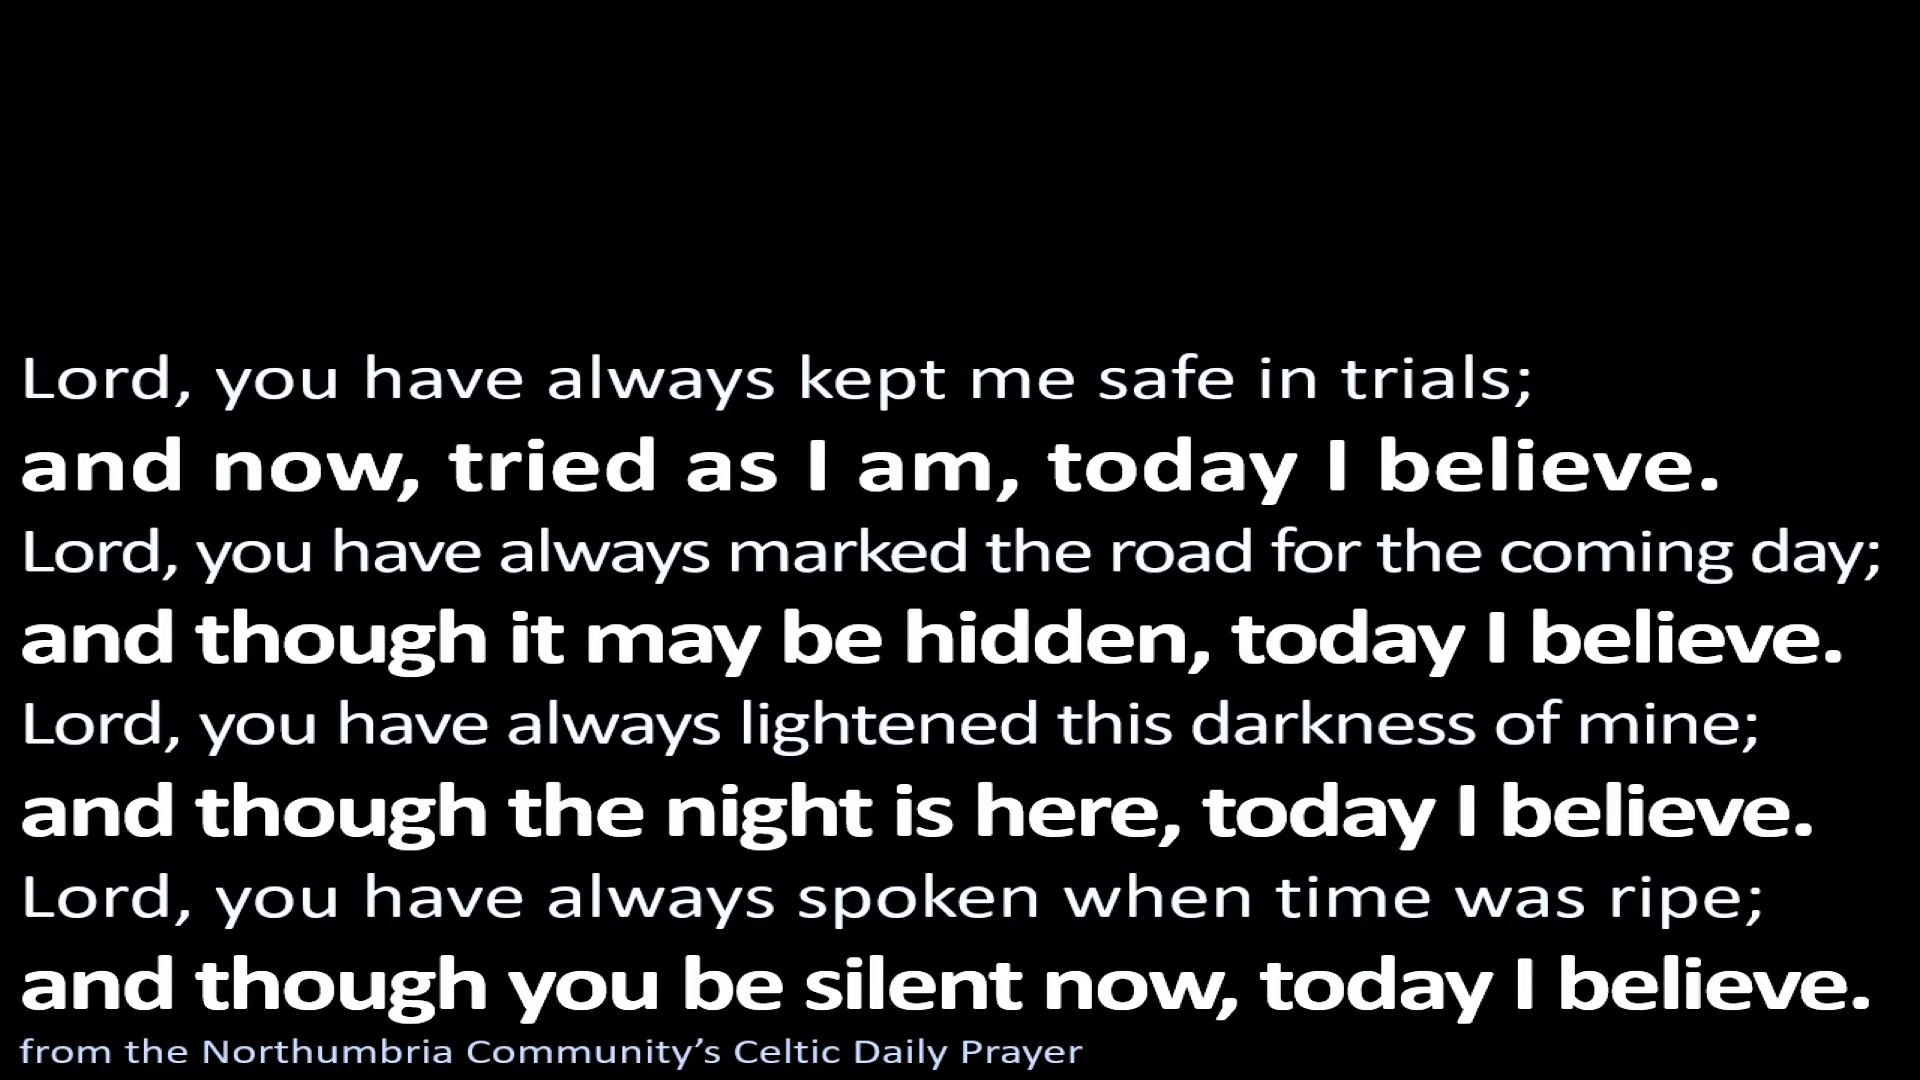 Lord, you have always kept me safe in trials;
and now, tried as I am, today I believe.
Lord, you have always marked the road for the coming day;
and though it may be hidden, today I believe.
Lord, you have always lightened this darkness of mine;
and though the night is here, today I believe.
Lord, you have always spoken when time was ripe;
and though you be silent now, today I believe.
from the Northumbria Community’s Celtic Daily Prayer